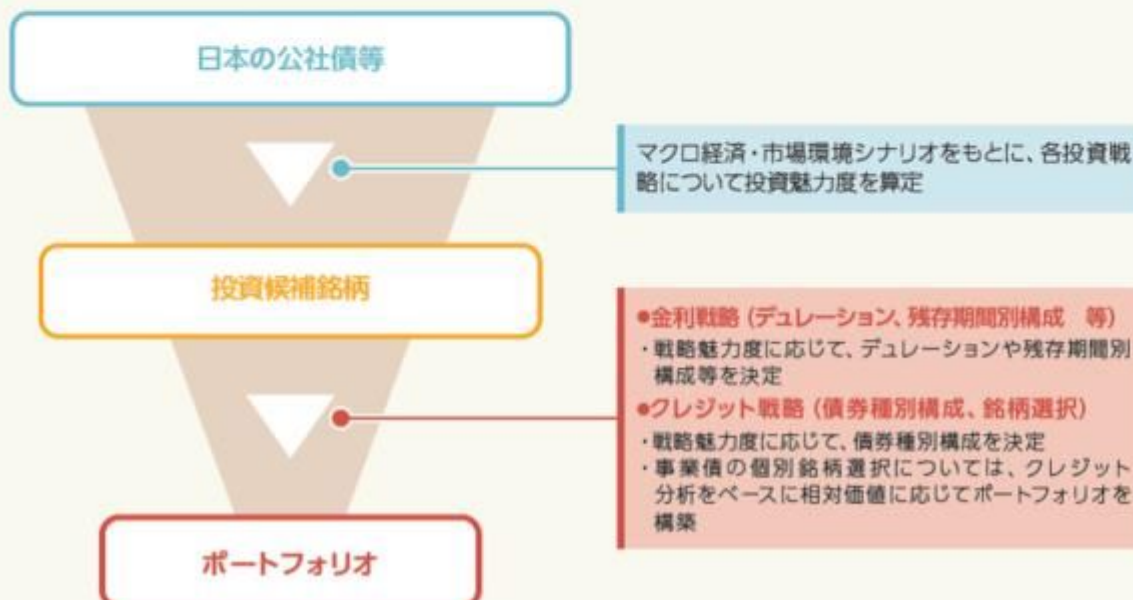 日本の公社債等
マクロ経済・市場環境シナリオをもとに、各投資戦
略について投資魅力度を算定
投資候補銘柄
●金利戦略（デュレーション、残存期間別構成　等）
・戦略魅力度に応じて、デュレーションや残存期間別
構成等を決定
●クレジット戦略（債券種別構成、銘柄選択）
・戦略魅力度に応じて、債券種別構成を決定
・事業債の個別銘柄選択については、クレジット
分析をベースに相対価値に応じてポートフォリオを
構築
ポートフォリオ